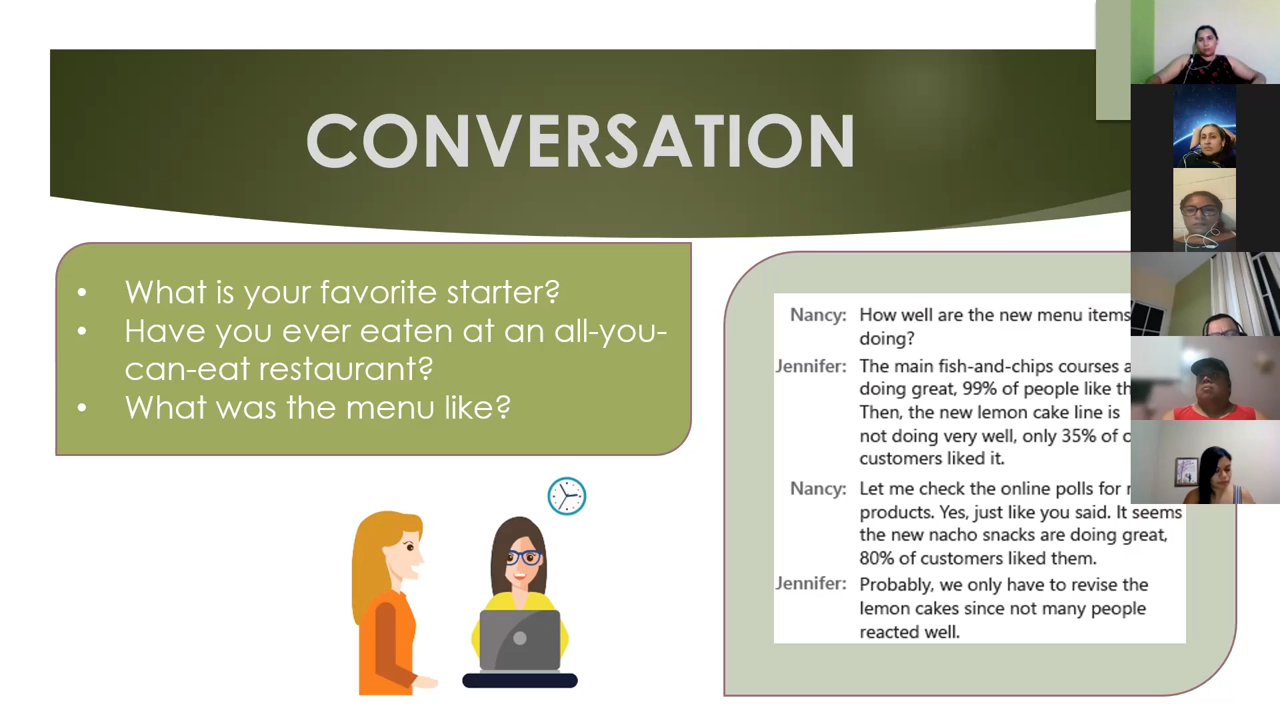 CONVERSATION
• What is your favorite starter?
• Have you ever eaten at an all-you-
can-eat restaurant?
• What was the menu like?
Nancy: How well are the new menu items
doing?
Jennifer: The main fish-and-chips courses
doing great, 99% of people like
Then, the new lemon cake line is
not doing very well, only 35% of
customers liked it.
Nancy: Let me check the online polls for
products. Yes, just like you said. It seems
the new nacho snacks are doing great,
80% of customers liked them.
Jennifer: Probably, we only have to revise the
lemon cakes since not many people
reacted well.